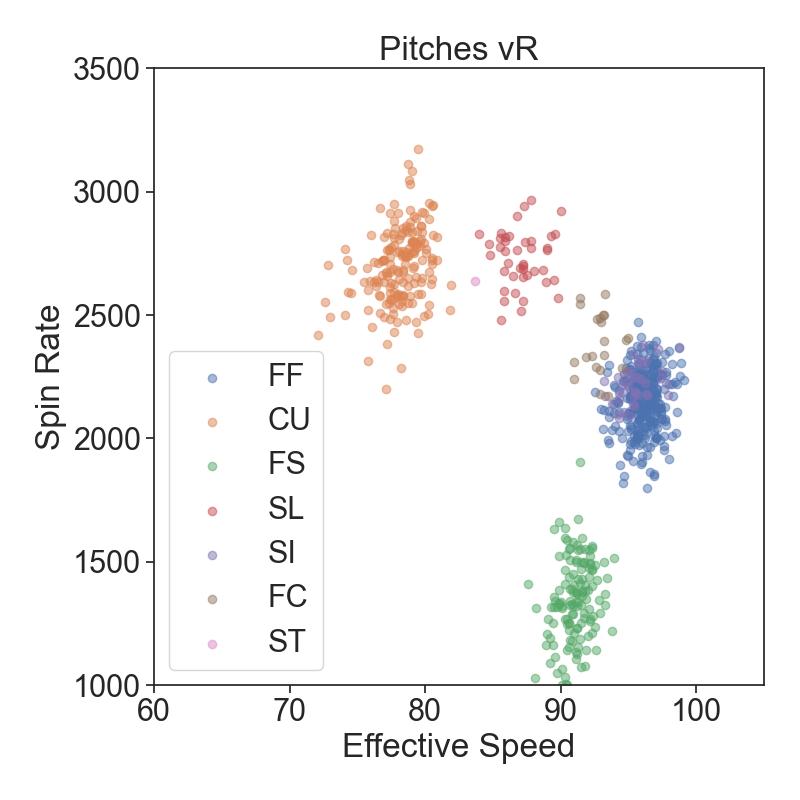 Pitches vR
3500
3000
2500
2000
1500
1000
Spin Rate
FF
CU
FS
SL
SI
FC
ST
60 70 80 90 100
Effective Speed